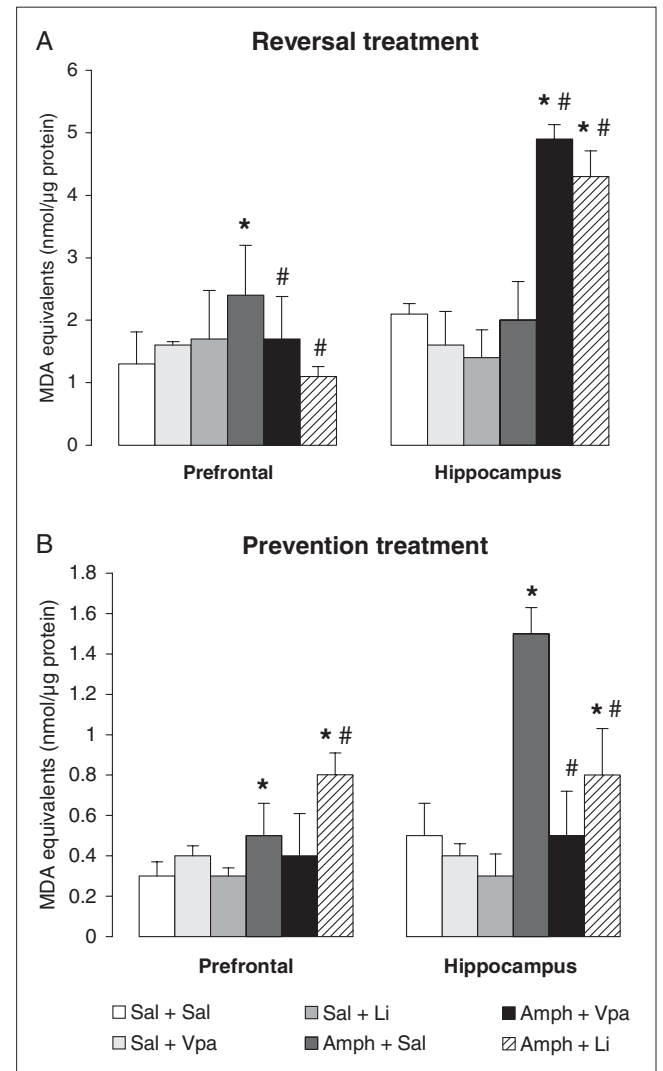 A
Reversal treatment
MDA equivalents (nmol/µg protein)
6
5
4
3
2
1
0
*
#
#
* #
* #
Prefrontal
Hippocampus
B
Prevention treatment
MDA equivalents (nmol/µg protein)
1.8
1.6
1.4
1.2
1
0.8
0.6
0.4
0.2
0
*
* #
*
#
* #
Prefrontal
Hippocampus
Sal + Sal
Sal + Li
Amph + Vpa
Sal + Vpa
Amph + Sal
Amph + Li